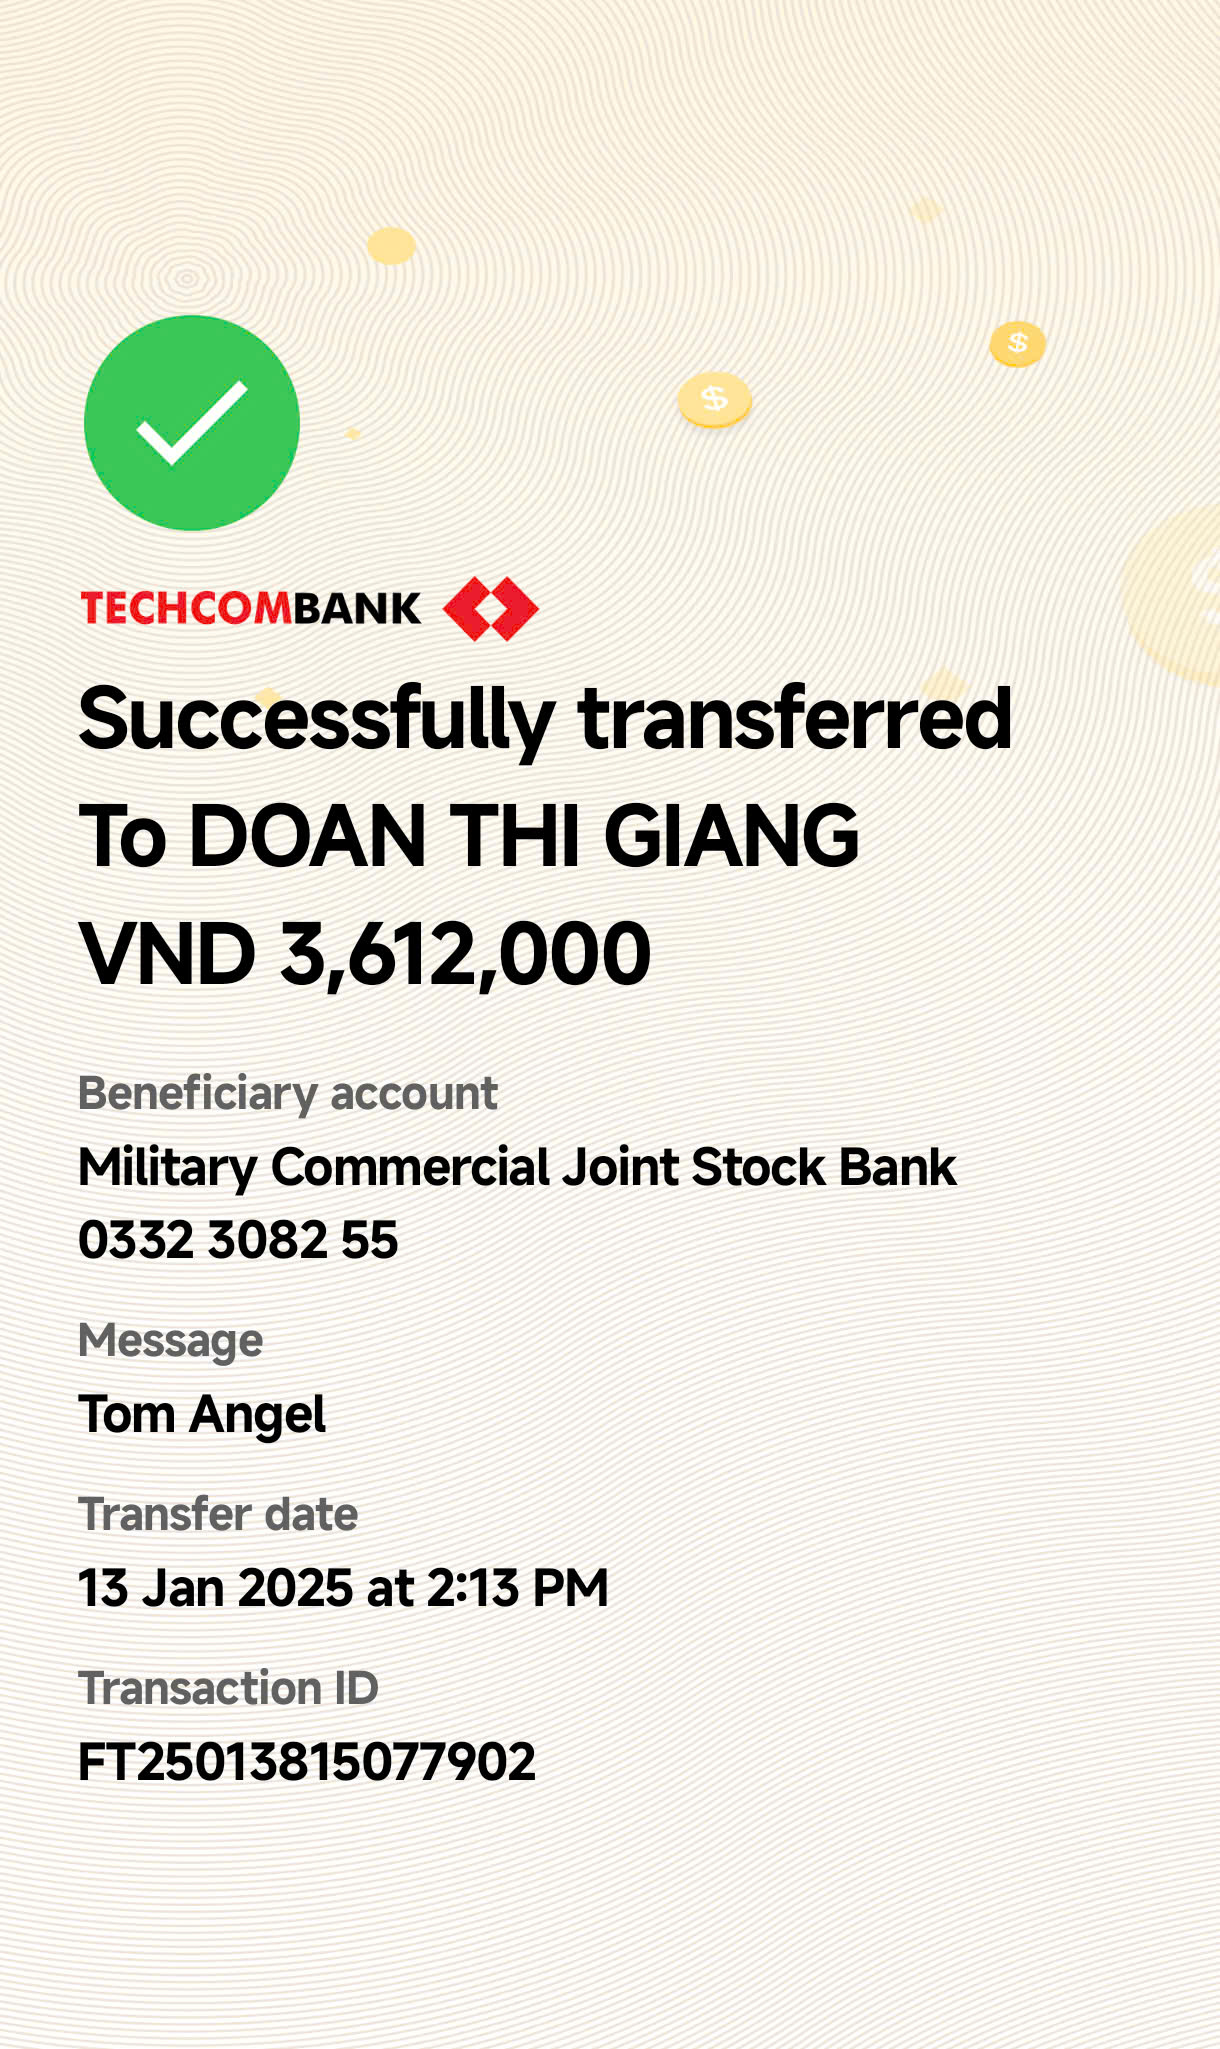 TECHCOMBANK
Successfully transferred
To DOAN THI GIANG
VND 3,612,000
Beneficiary account
Military Commercial Joint Stock Bank
0332 3082 55
Message
Tom Angel
Transfer date
13 Jan 2025 at 2:13 PM
Transaction ID
FT25013815077902